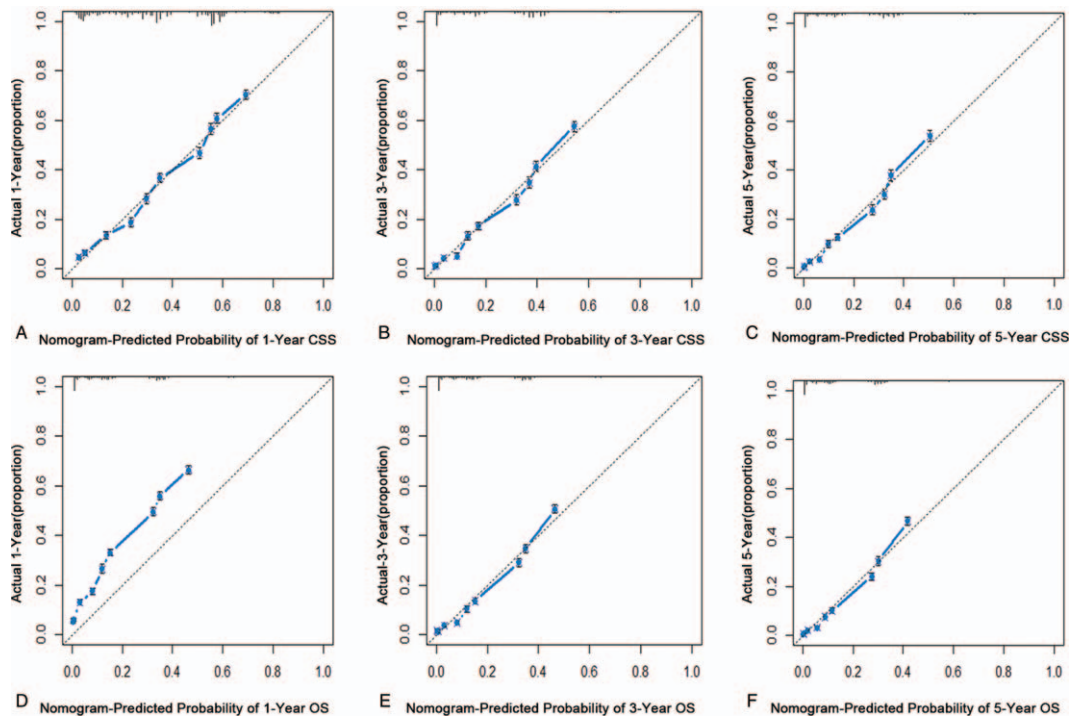 Actual 1-Year(proportion)
1.0
0.8
0.6
0.4
0.2
0.0
0.0 0.2 0.4 0.6 0.8 1.0
A Nomogram-Predicted Probability of 1-Year CSS
Actual 3-Year(proportion)
1.0
0.8
0.6
0.4
0.2
0.0
0.0 0.2 0.4 0.6 0.8 1.0
B Nomogram-Predicted Probability of 3-Year CSS
Actual 5-Year(proportion)
1.0
0.8
0.6
0.4
0.2
0.0
0.0 0.2 0.4 0.6 0.8 1.0
C Nomogram-Predicted Probability of 5-Year CSS
Actual 1-Year(proportion)
1.0
0.8
0.6
0.4
0.2
0.0
0.0 0.2 0.4 0.6 0.8 1.0
D Nomogram-Predicted Probability of 1-Year OS
Actual-3-Year(proportion)
1.0
0.8
0.6
0.4
0.2
0.0
0.0 0.2 0.4 0.6 0.8 1.0
E Nomogram-Predicted Probability of 3-Year OS
Actual 5-Year(proportion)
1.0
0.8
0.6
0.4
0.2
0.0
0.0 0.2 0.4 0.6 0.8 1.0
F Nomogram-Predicted Probability of 5-Year OS